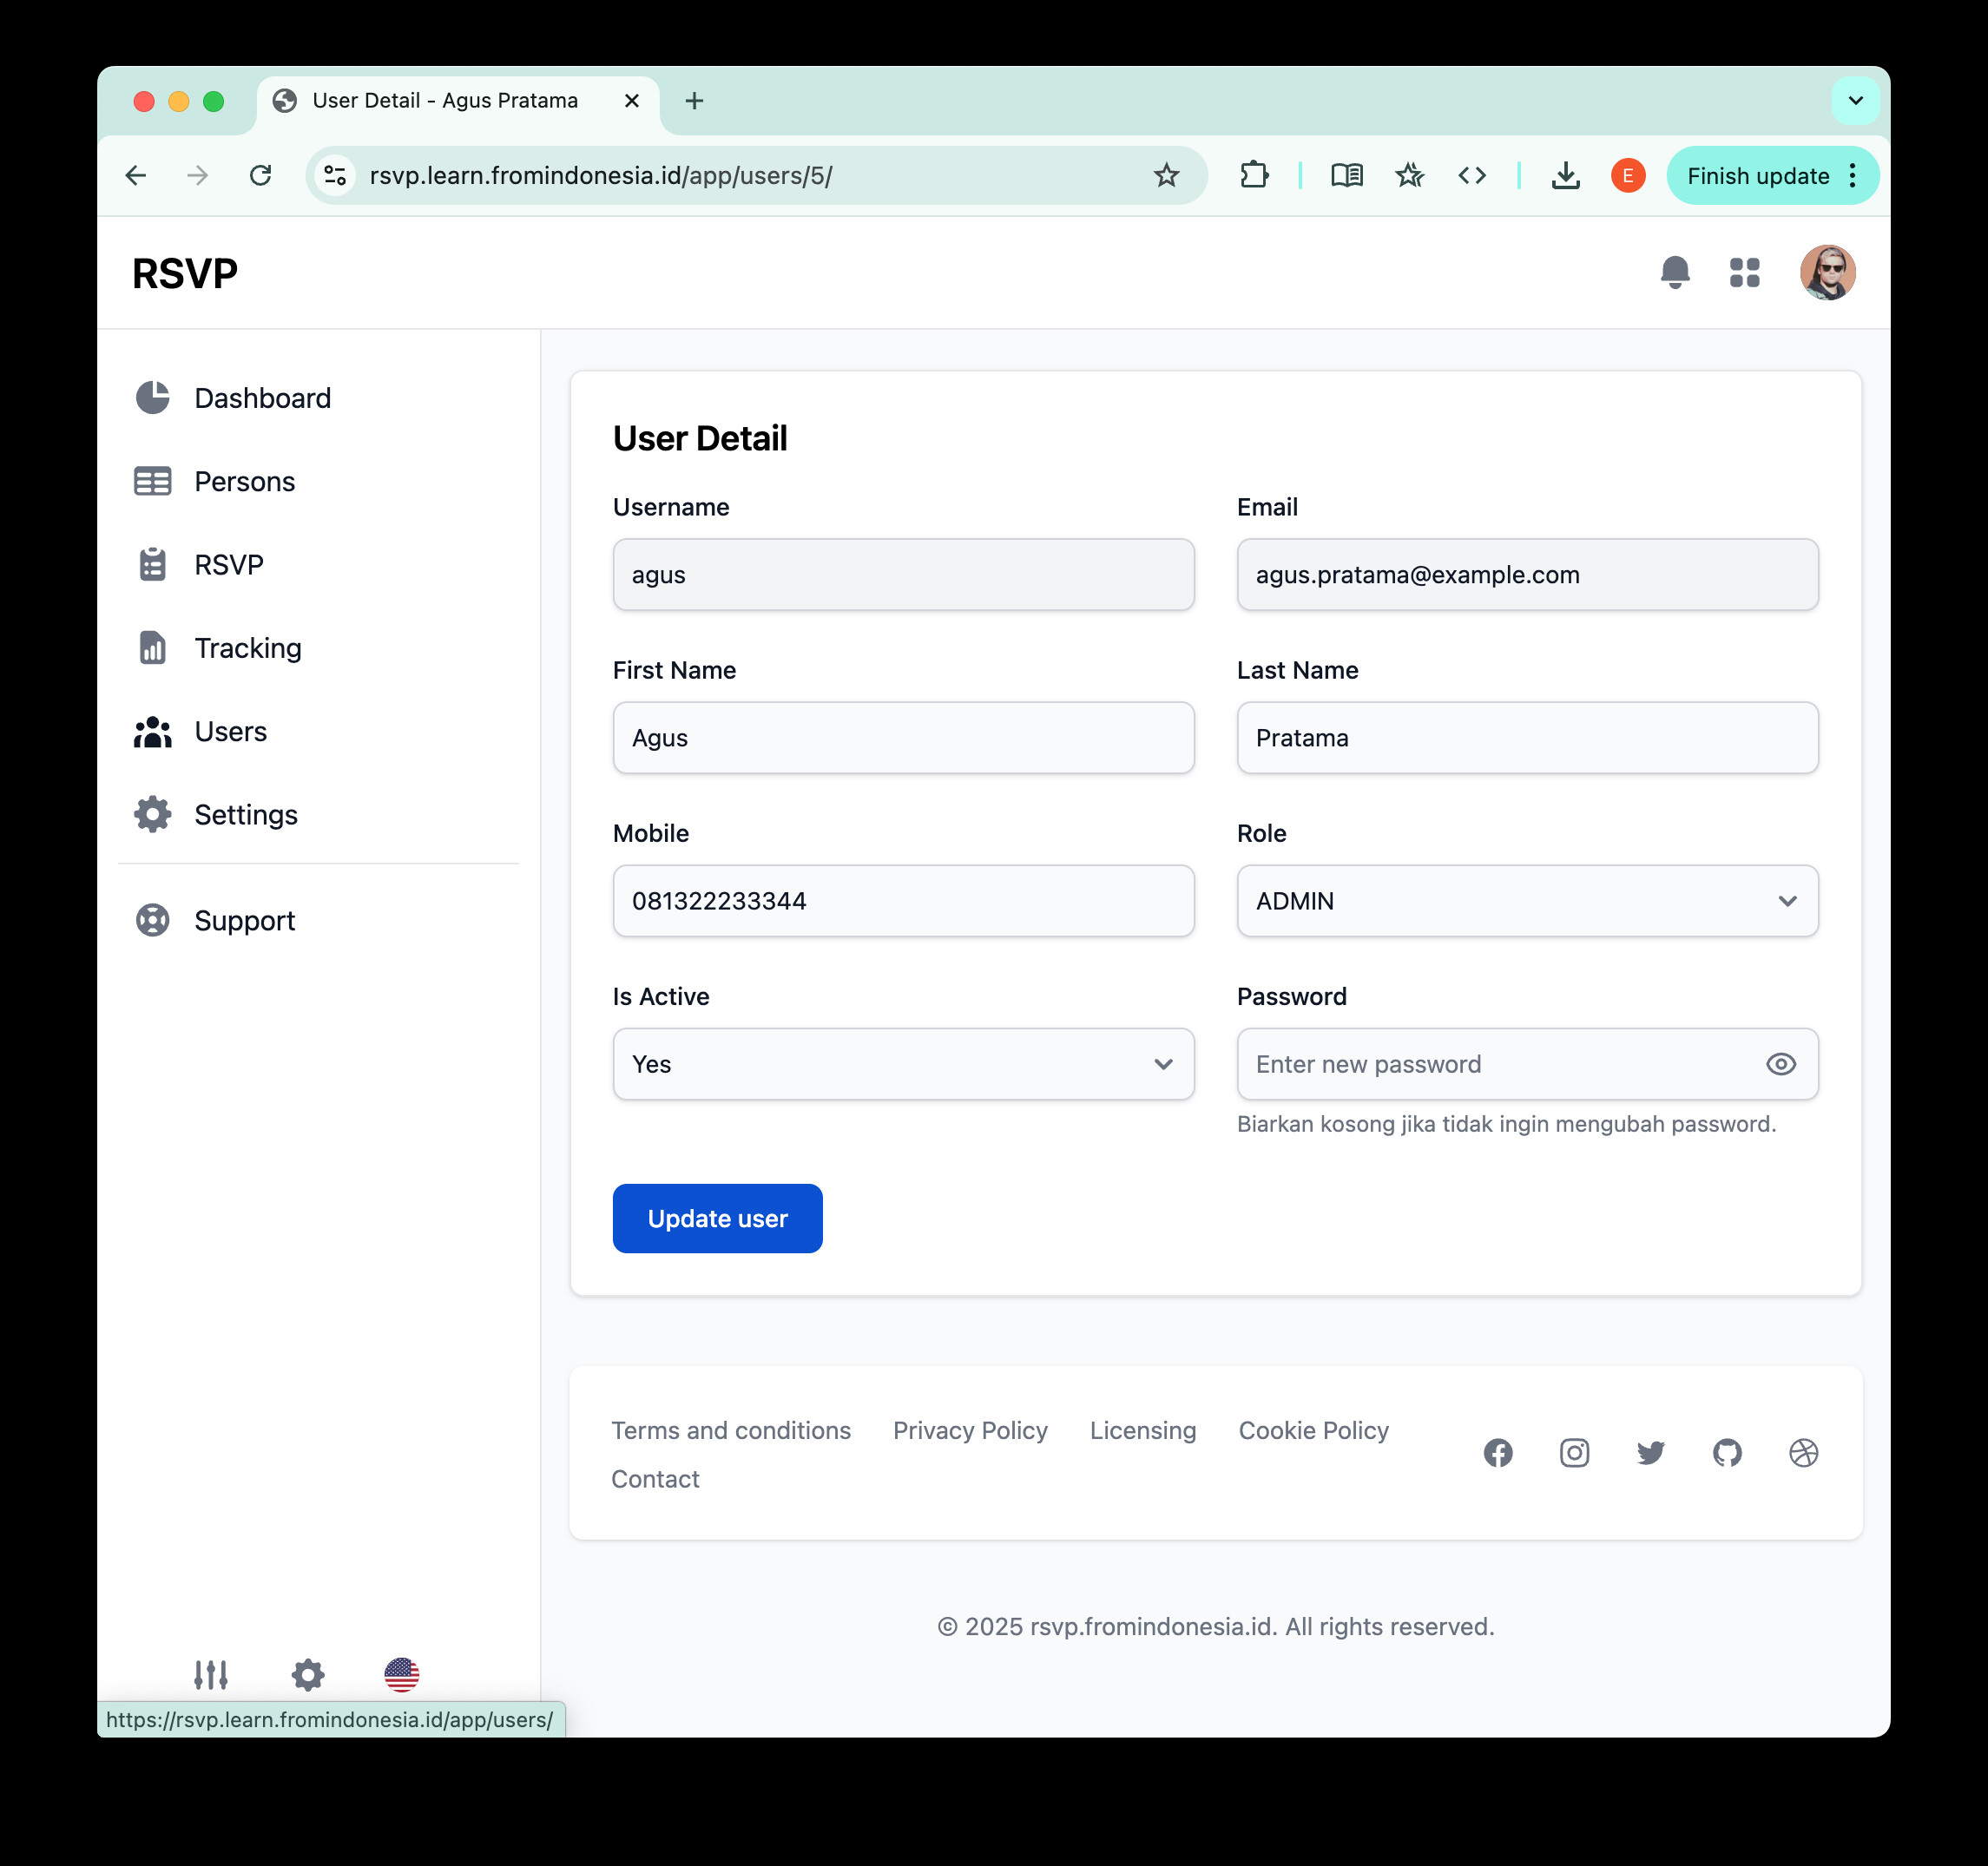 User Detail - Agus Pratama
rsvp.learn.fromindonesia.id/app/users/5/
E
Finish update
RSVP
Dashboard
Persons
RSVP
Tracking
Users
Settings
Support
User Detail
Username
Email
agus
agus.pratama@example.com
First Name
Last Name
Agus
Pratama
Mobile
Role
081322233344
ADMIN
Is Active
Password
Yes
Enter new password
Biarkan kosong jika tidak ingin mengubah password.
Update user
Terms and conditions
Privacy Policy
Licensing
Cookie Policy
Contact
© 2025 rsvp.fromindonesia.id. All rights reserved.
https://rsvp.learn.fromindonesia.id/app/users/